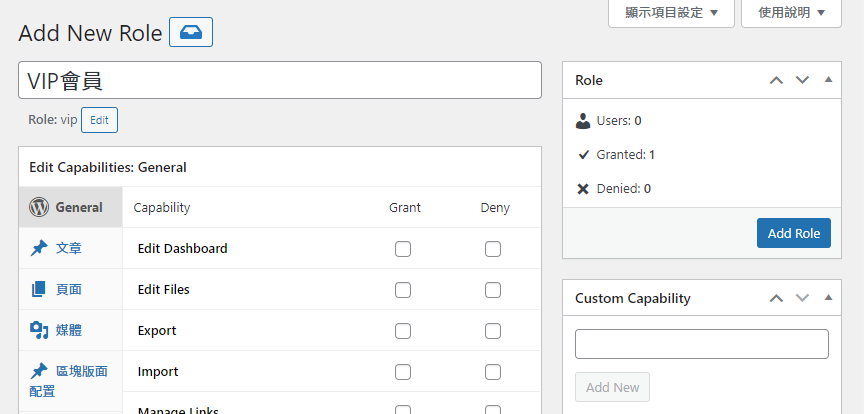 顯示項目設定 ▼
使用說明 ▼
Add New Role
VIP會員
Role: vip Edit
Edit Capabilities: General
General
文章
頁面
媒體
區塊版面
配置
Capability Grant Deny
Edit Dashboard
Edit Files
Export
Import
Manage Links
Role
Users: 0
Granted: 1
Denied: 0
Add Role
Custom Capability
Add New